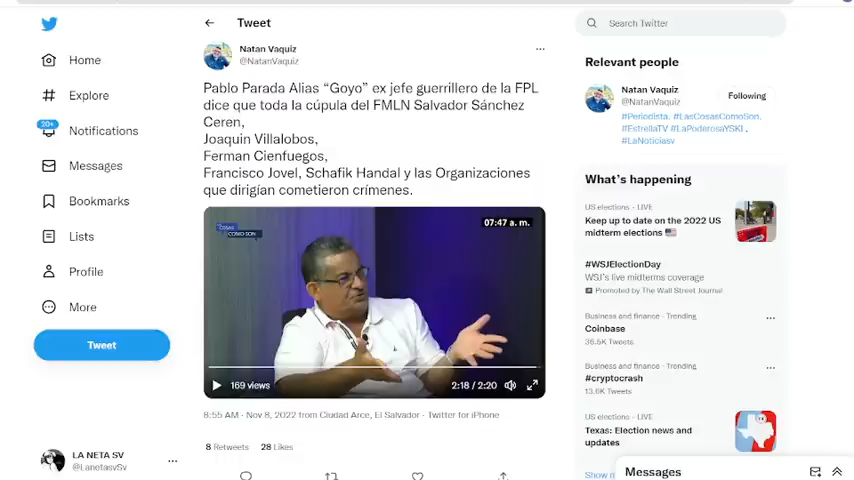 Tweet
Search Twitter
Home
Explore
20+
Notifications
Messages
Bookmarks
Lists
Profile
More
Tweet
LA NETA SV
@LanetasvSv
Natan Vaquiz
@NatanVaquiz
Pablo Parada Alias “Goyo” ex jefe guerrillero de la FPL
dice que toda la cúpula del FMLN Salvador Sánchez
Ceren,
Joaquin Villalobos,
Ferman Cienfuegos,
Francisco Jovel, Schafik Handal y las Organizaciones
que dirigían cometieron crímenes.
COMO SON
07:47 a. m.
169 views
2:18 / 2:20
8:55 AM · Nov 8, 2022 from Ciudad Arce, El Salvador · Twitter for iPhone
8 Retweets 28 Likes
Relevant people
Natan Vaquiz
@NatanVaquiz
Following
#Periodista. #LasCosasComoSon.
#EstrellaTV #LaPoderosaYSKL,
#LaNoticiasv
What’s happening
US elections · LIVE
Keep up to date on the 2022 US
midterm elections
#WSJElectionDay
WSJ's live midterms coverage
Promoted by The Wall Street Journal
Business and finance · Trending
Coinbase
36.5K Tweets
Business and finance · Trending
#cryptocrash
13.6K Tweets
US elections · LIVE
Texas: Election news and
updates
Show
Messages